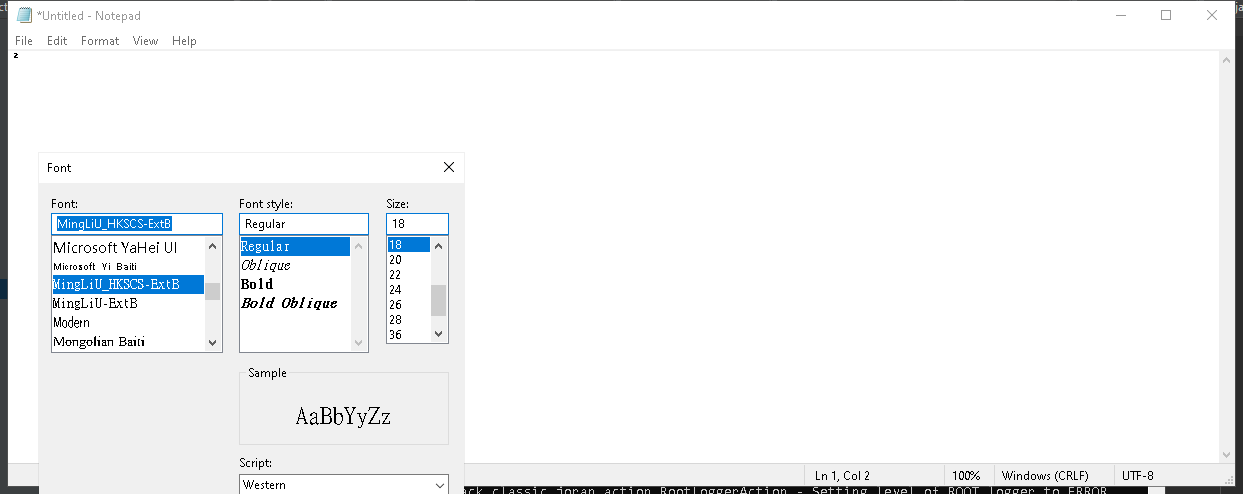 *Untitled - Notepad
File Edit Format View Help
²
Font
Font: Font style: Size:
MingLiU_HKSCS-ExtB Regular 18
Microsoft YaHei UI Regular 18
Microsoft Yi Baiti Oblique 20
MingLiU_HKSCS-ExtB Bold 22
MingLiU-ExtB Bold Oblique 24
Modern 26
Mongolian Baiti 28
36
Sample
AaBbYyZz
Script:
Western
Ln 1, Col 2 100% Windows (CRLF) UTF-8
ack.classic.joran.action.RootLoggerAction - Setting level of ROOT logger to ERROR